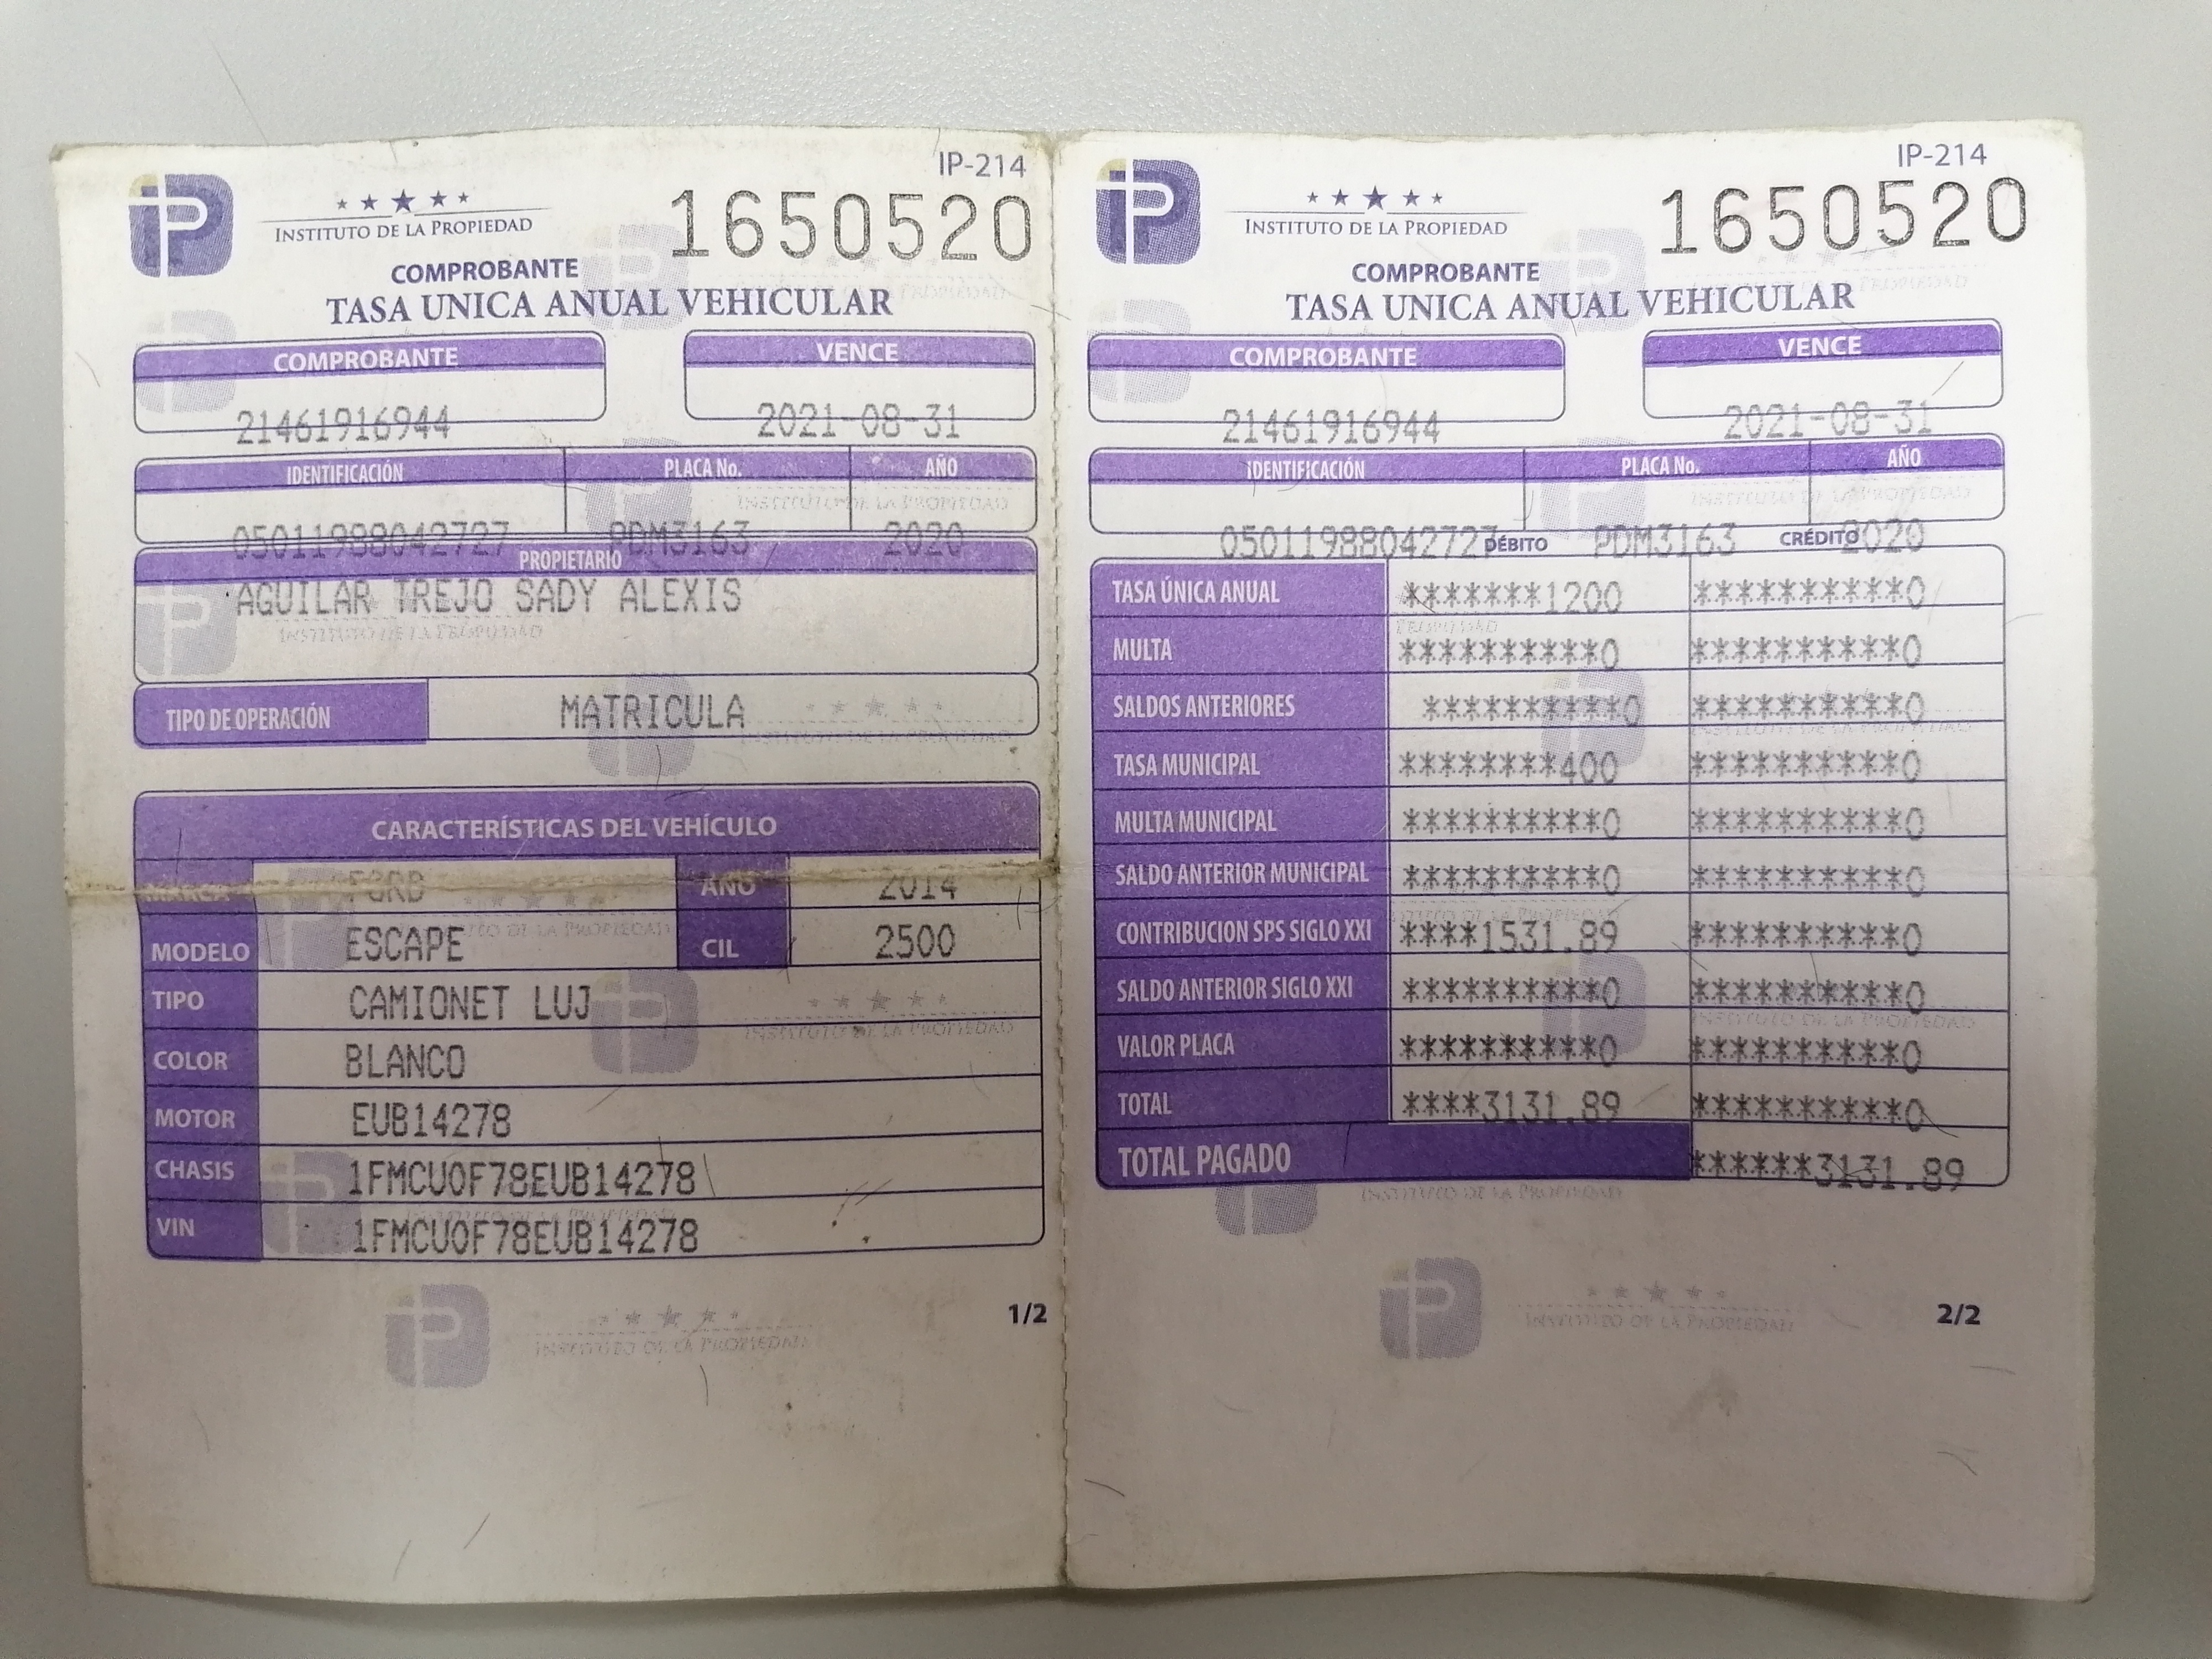 IP-214
iP
INSTITUTO DE LA PROPIEDAD
1650520
COMPROBANTE
TASA UNICA ANUAL VEHICULAR
COMPROBANTE VENCE
21461916944 2021-08-31
IDENTIFICACIÓN PLACA No. AÑO
05011988042727 PDM3163 2020
PROPIETARIO
AGUILAR TREJO SADY ALEXIS
TIPO DE OPERACIÓN MATRICULA
CARACTERÍSTICAS DEL VEHÍCULO
MARCA FORD AÑO 2014
MODELO ESCAPE CIL 2500
TIPO CAMIONET LUJ
COLOR BLANCO
MOTOR EUB14278
CHASIS 1FMCU0F78EUB14278
VIN 1FMCU0F78EUB14278
1/2
IP-214
iP
INSTITUTO DE LA PROPIEDAD
1650520
COMPROBANTE
TASA UNICA ANUAL VEHICULAR
COMPROBANTE VENCE
21461916944 2021-08-31
IDENTIFICACIÓN PLACA No. AÑO
05011988042727 PDM3163 2020
DÉBITO CRÉDITO
TASA ÚNICA ANUAL *******1200 **********0
MULTA **********0 **********0
SALDOS ANTERIORES **********0 **********0
TASA MUNICIPAL ********400 **********0
MULTA MUNICIPAL **********0 **********0
SALDO ANTERIOR MUNICIPAL **********0 **********0
CONTRIBUCION SPS SIGLO XXI ****1531.89 **********0
SALDO ANTERIOR SIGLO XXI **********0 **********0
VALOR PLACA **********0 **********0
TOTAL ****3131.89 **********0
TOTAL PAGADO ******3131.89
2/2